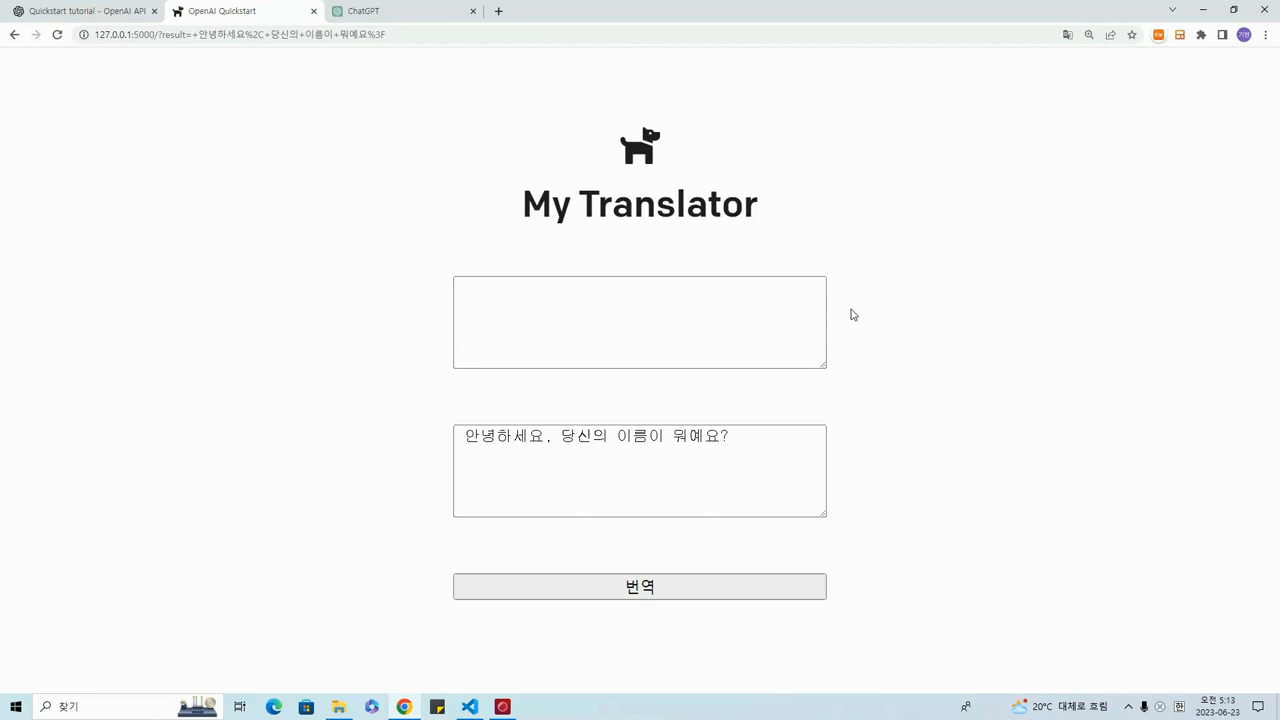 Quickstart tutorial - OpenAI API
OpenAI Quickstart
ChatGPT
127.0.0.1:5000/?result=+안녕하세요%2C+당신의+이름이+뭐예요%3F
기찬
My Translator
안녕하세요, 당신의 이름이 뭐예요?
번역
찾기
20°C 대체로 흐림
한
오전 5:13
2023-06-23